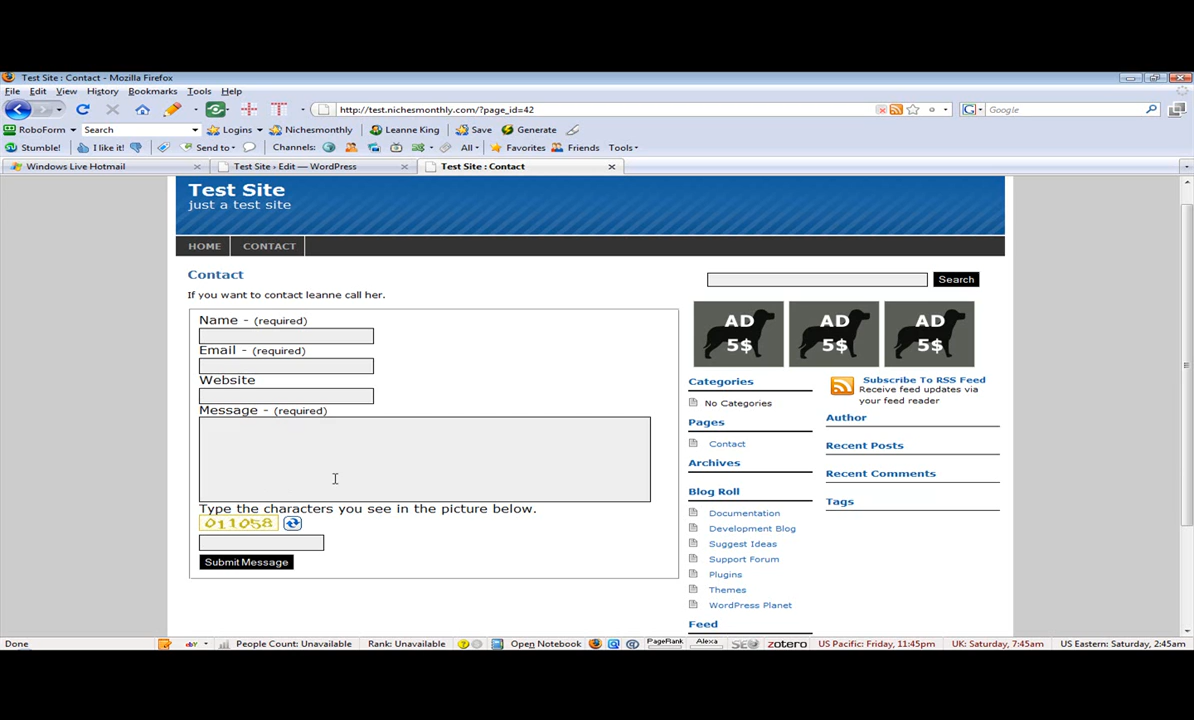 Test Site : Contact - Mozilla Firefox
File Edit View History Bookmarks Tools Help
http://test.nichesmonthly.com/?page_id=42
Google
RoboForm Search Logins Nichesmonthly Leanne King Save Generate
Stumble! I like it! Send to Channels: All Favorites Friends Tools
Windows Live Hotmail
Test Site › Edit — WordPress
Test Site : Contact
Test Site
just a test site
HOME CONTACT
Contact
If you want to contact leanne call her.
Name - (required)
Email - (required)
Website
Message - (required)
Type the characters you see in the picture below.
011058
Submit Message
Search
AD 5$
AD 5$
AD 5$
Categories
No Categories
Pages
Contact
Archives
Blog Roll
Documentation
Development Blog
Suggest Ideas
Support Forum
Plugins
Themes
WordPress Planet
Feed
Subscribe To RSS Feed
Receive feed updates via
your feed reader
Author
Recent Posts
Recent Comments
Tags
Done
People Count: Unavailable Rank: Unavailable Open Notebook PageRank Alexa SEO zotero US Pacific: Friday, 11:45pm UK: Saturday, 7:45am US Eastern: Saturday, 2:45am